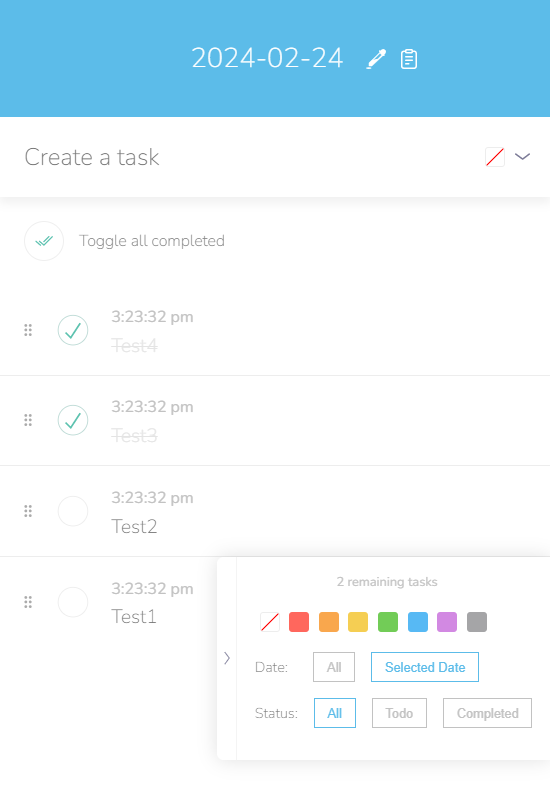 2024-02-24
Create a task
Toggle all completed
3:23:32 pm
Test4
3:23:32 pm
Test3
3:23:32 pm
Test2
3:23:32 pm
Test1
2 remaining tasks
Date: All Selected Date
Status: All Todo Completed